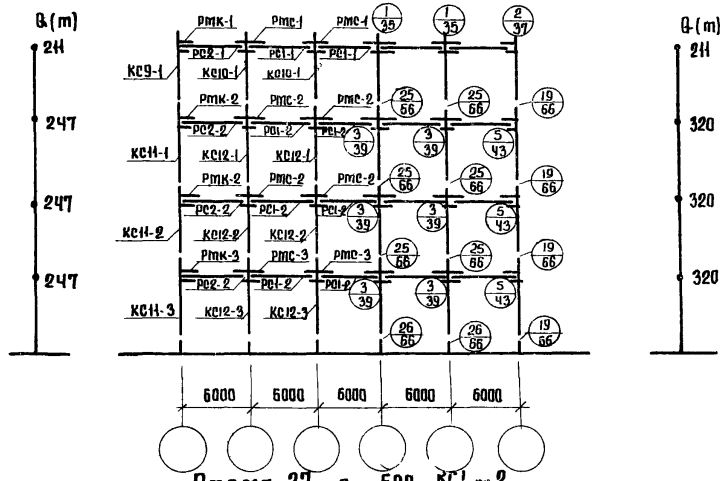 Q(т) РМК-1 РМС-1 РМС-1 1/35 1/35 2/37 Q(т)
211 РС2-1 РС1-1 РС1-1 211
КС9-1 КС10-1 КС10-1
25/66 25/66 19/66
247 РМК-2 РМС-2 РМС-2 320
РС2-2 РС1-2 РС1-2 3/39 3/39 5/43
КС11-1 КС12-1 КС12-1
25/66 25/66 19/66
РМК-2 РМС-2 РМС-2
247 РС2-2 РС1-2 РС1-2 3/39 3/39 5/43 320
КС11-2 КС12-2 КС12-2
25/66 25/66 19/66
РМК-3 РМС-3 РМС-3
247 РС2-2 РС1-2 РС1-2 3/39 3/39 5/43 320
КС11-3 КС12-3 КС12-3
26/66 26/66 19/66
6000 6000 6000 6000 6000